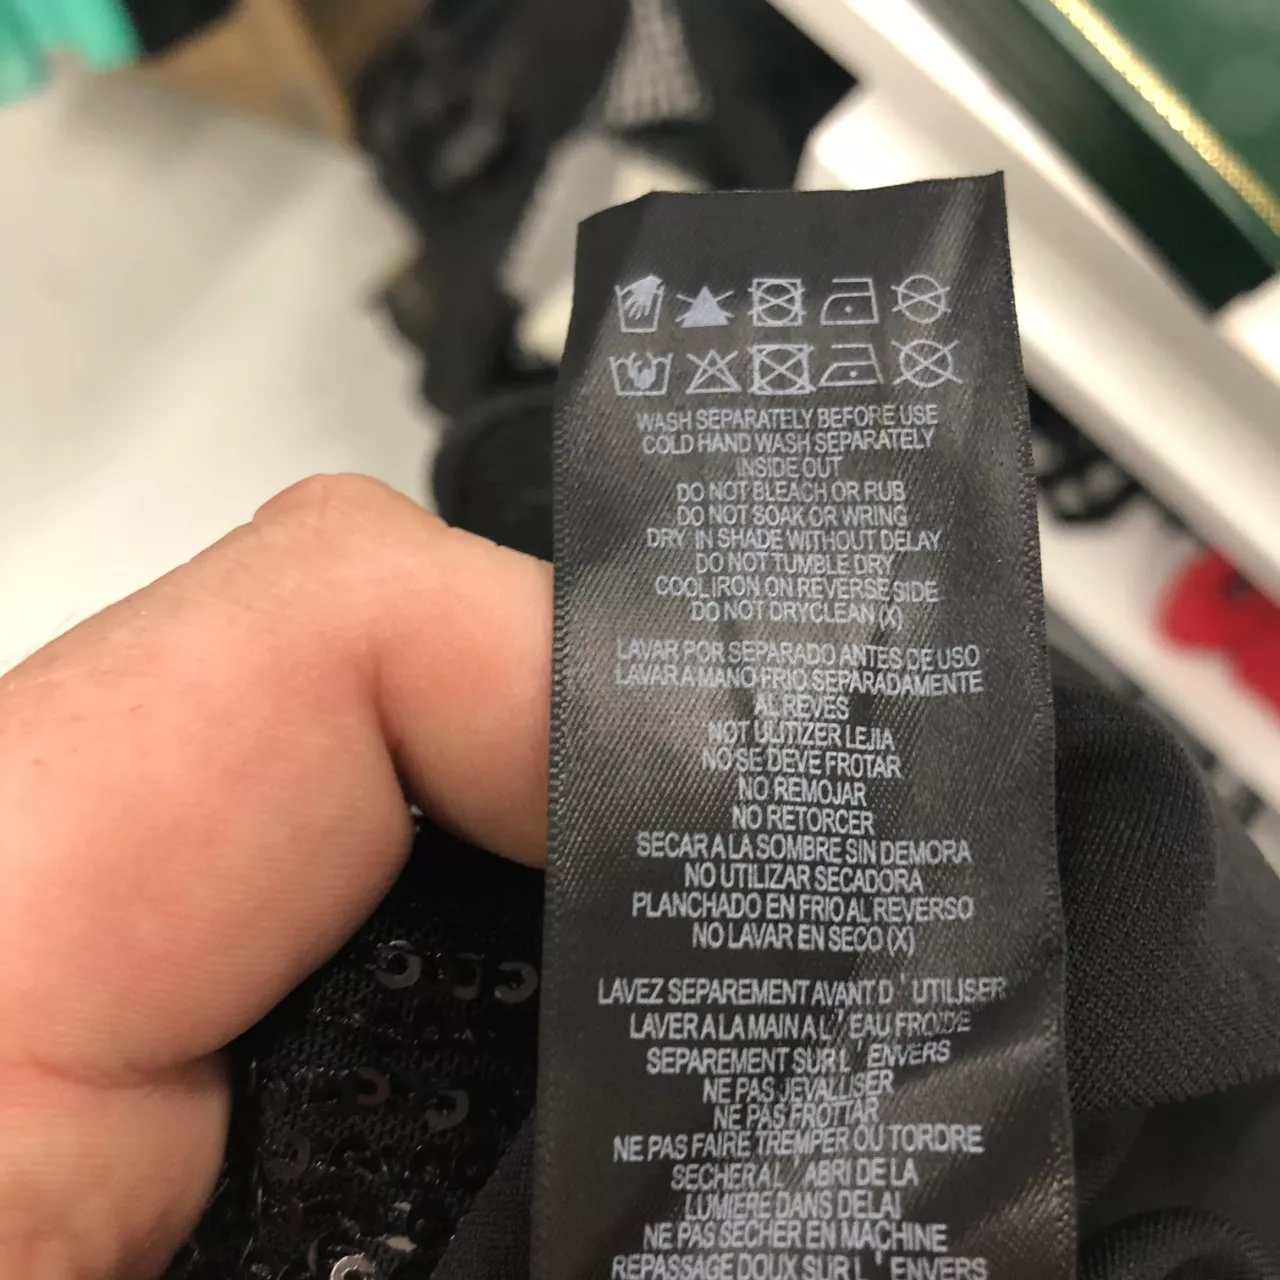 WASH SEPARATELY BEFORE USE
COLD HAND WASH SEPARATELY
INSIDE OUT
DO NOT BLEACH OR RUB
DO NOT SOAK OR WRING
DRY IN SHADE WITHOUT DELAY
DO NOT TUMBLE DRY
COOL IRON ON REVERSE SIDE
DO NOT DRYCLEAN (X)
LAVAR POR SEPARADO ANTES DE USO
LAVAR A MANO FRIO SEPARADAMENTE
AL REVES
NOT ULITIZER LEJIA
NO SE DEVE FROTAR
NO REMOJAR
NO RETORCER
SECAR A LA SOMBRE SIN DEMORA
NO UTILIZAR SECADORA
PLANCHADO EN FRIO AL REVERSO
NO LAVAR EN SECO (X)
LAVEZ SEPAREMENT AVANT D ' UTILISER
LAVER A LA MAIN A L ' EAU FROIDE
SEPAREMENT SUR L ' ENVERS
NE PAS JEVALLISER
NE PAS FROTTAR
NE PAS FAIRE TREMPER OU TORDRE
SECHER AL ' ABRI DE LA
LUMIERE DANS DELAI
NE PAS SECHER EN MACHINE
REPASSAGE DOUX SUR L ' ENVERS